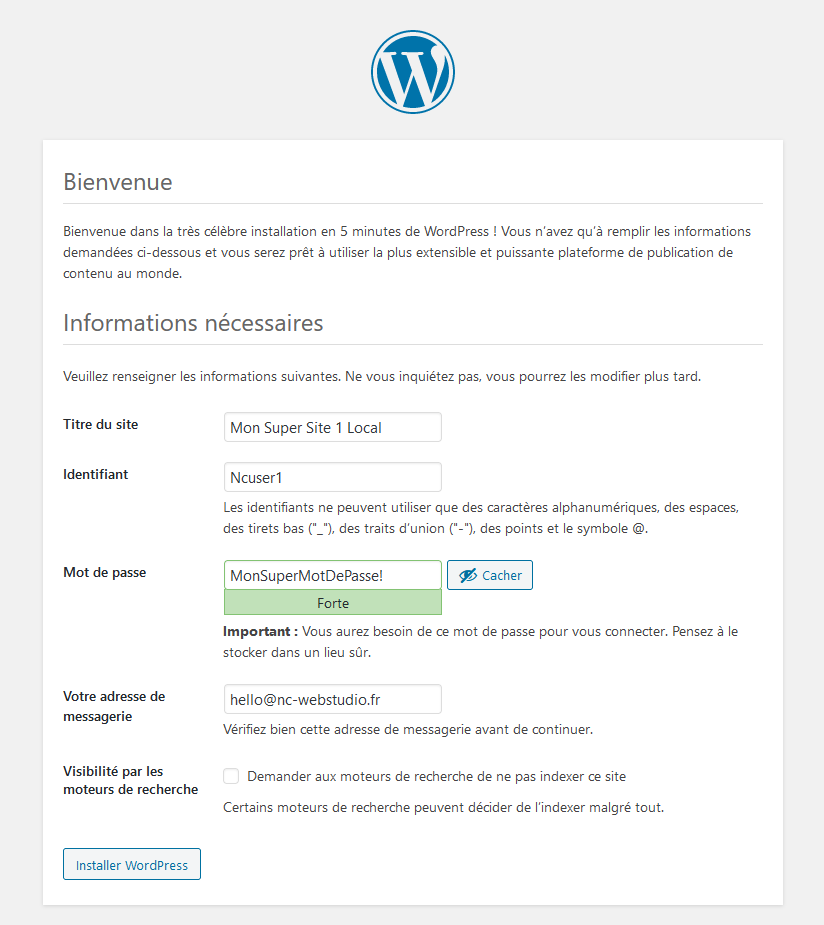 Bienvenue
Bienvenue dans la très célèbre installation en 5 minutes de WordPress ! Vous n’avez qu’à remplir les informations
demandées ci-dessous et vous serez prêt à utiliser la plus extensible et puissante plateforme de publication de
contenu au monde.
Informations nécessaires
Veuillez renseigner les informations suivantes. Ne vous inquiétez pas, vous pourrez les modifier plus tard.
Titre du site
Mon Super Site 1 Local
Identifiant
Ncuser1
Les identifiants ne peuvent utiliser que des caractères alphanumériques, des espaces,
des tirets bas ("_"), des traits d’union ("-"), des points et le symbole @.
Mot de passe
MonSuperMotDePasse!
Cacher
Forte
Important : Vous aurez besoin de ce mot de passe pour vous connecter. Pensez à le
stocker dans un lieu sûr.
Votre adresse de
messagerie
hello@nc-webstudio.fr
Vérifiez bien cette adresse de messagerie avant de continuer.
Visibilité par les
moteurs de recherche
Demander aux moteurs de recherche de ne pas indexer ce site
Certains moteurs de recherche peuvent décider de l’indexer malgré tout.
Installer WordPress